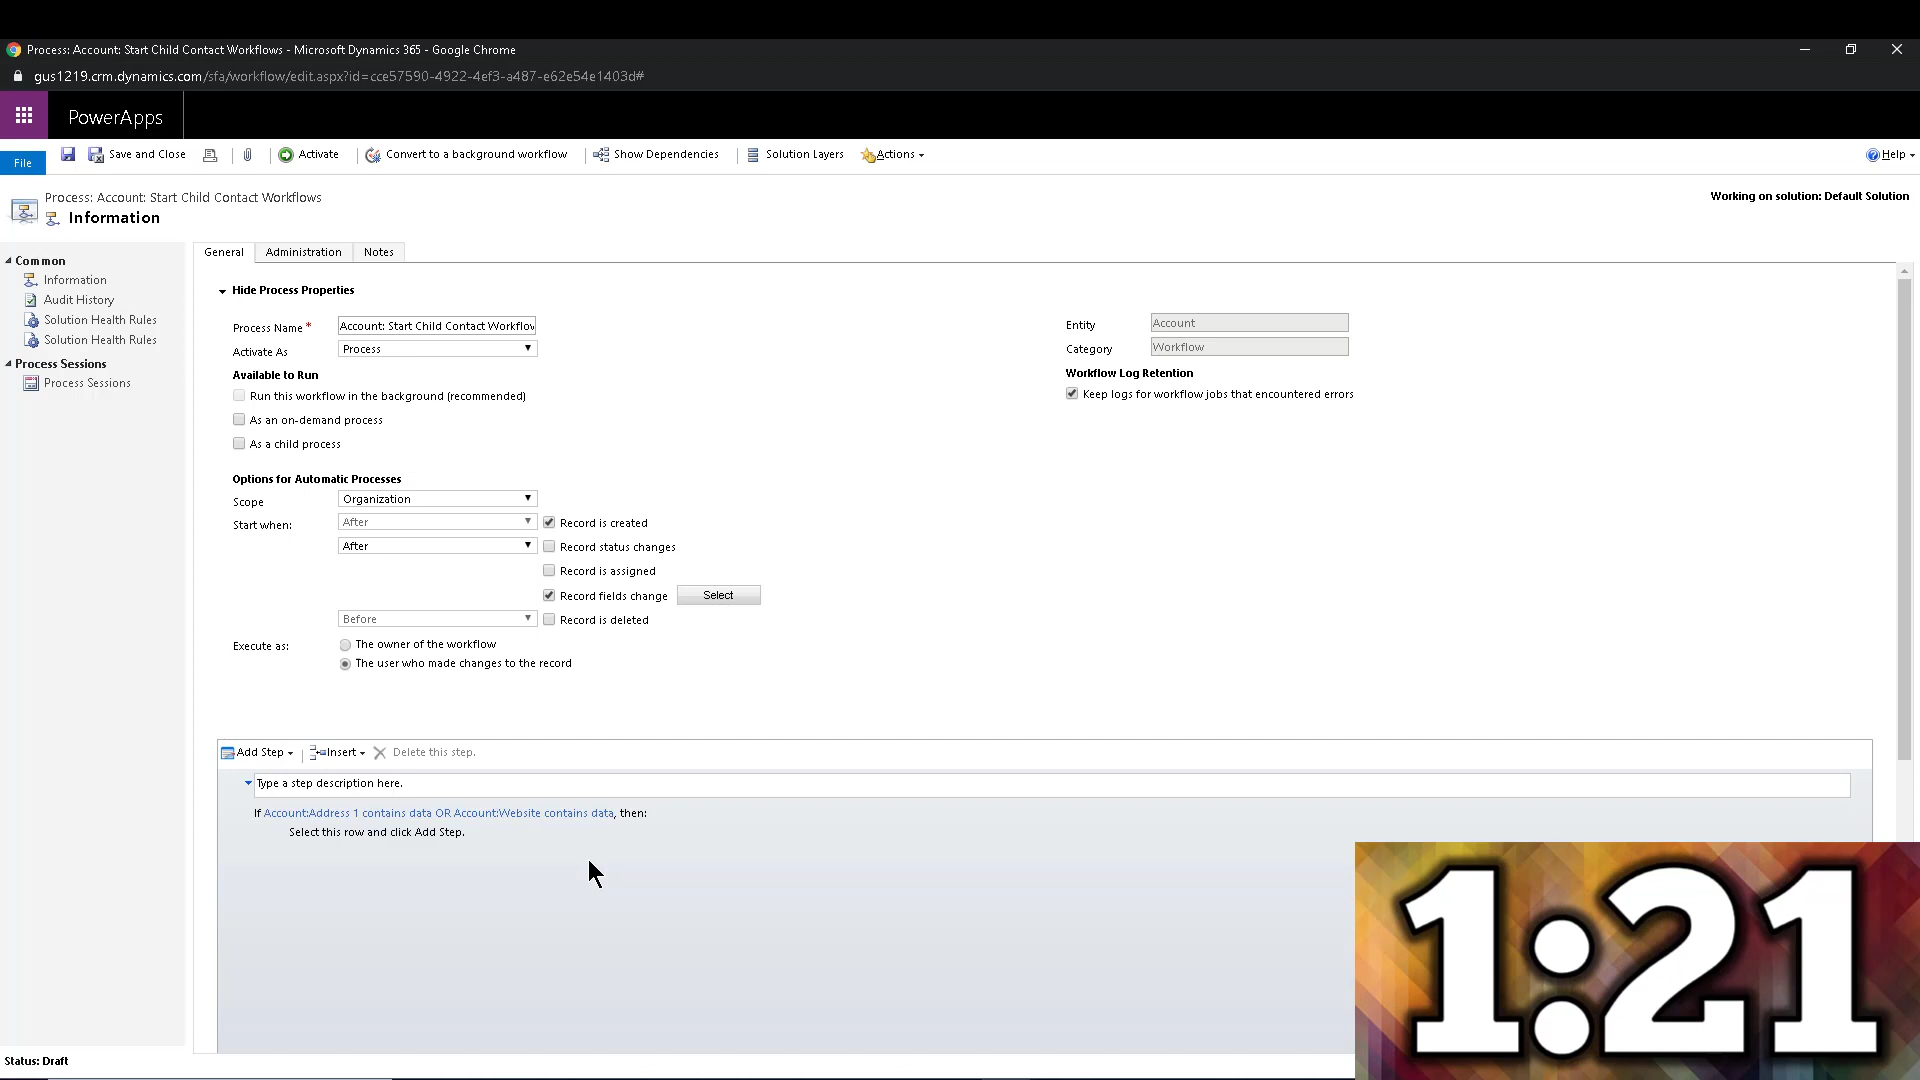 Process: Account: Start Child Contact Workflows - Microsoft Dynamics 365 - Google Chrome
gus1219.crm.dynamics.com/sfa/workflow/edit.aspx?id=cce57590-4922-4ef3-a487-e62e54e1403d#
PowerApps
File
Save and Close
Activate
Convert to a background workflow
Show Dependencies
Solution Layers
Actions
Help
Process: Account: Start Child Contact Workflows
Information
Working on solution: Default Solution
Common
Information
Audit History
Solution Health Rules
Solution Health Rules
Process Sessions
Process Sessions
General
Administration
Notes
Hide Process Properties
Process Name *
Account: Start Child Contact Workflow
Activate As
Process
Available to Run
Run this workflow in the background (recommended)
As an on-demand process
As a child process
Entity
Account
Category
Workflow
Workflow Log Retention
Keep logs for workflow jobs that encountered errors
Options for Automatic Processes
Scope
Organization
Start when:
After
Record is created
After
Record status changes
Record is assigned
Record fields change
Select
Before
Record is deleted
Execute as:
The owner of the workflow
The user who made changes to the record
Add Step
Insert
Delete this step.
Type a step description here.
If Account:Address 1 contains data OR Account:Website contains data, then:
Select this row and click Add Step.
Status: Draft
1:21